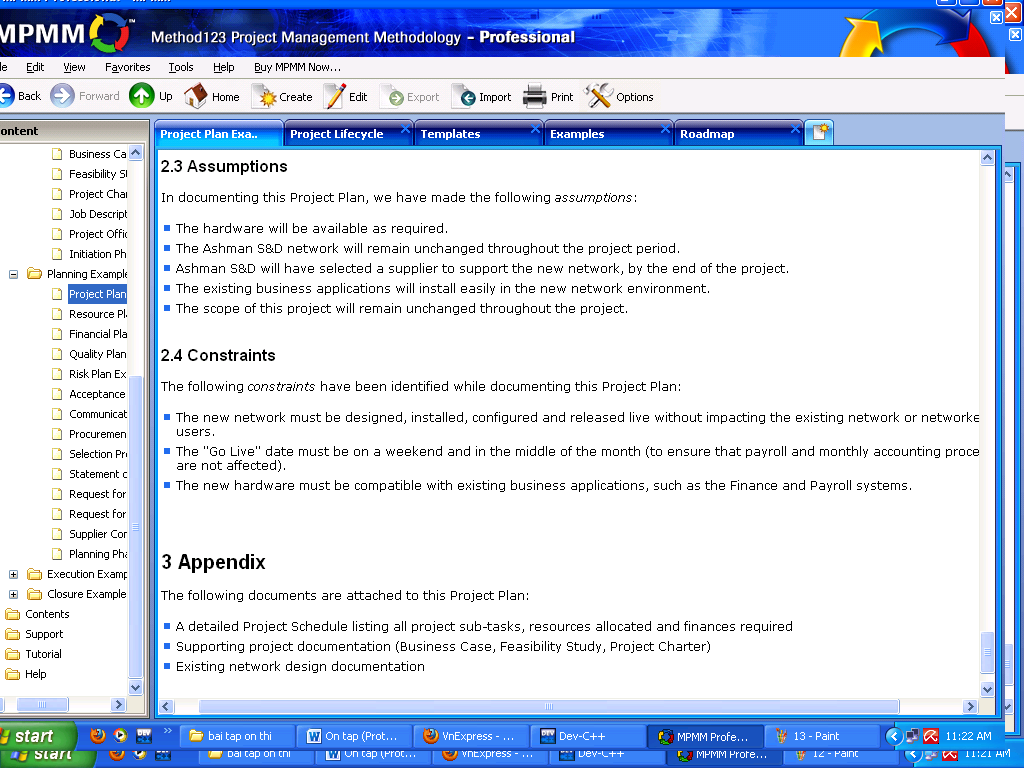 MPMM™
Method123 Project Management Methodology - Professional
le Edit View Favorites Tools Help Buy MPMM Now...
Back Forward Up Home Create Edit Export Import Print Options
ontent
Project Plan Exa.. Project Lifecycle Templates Examples Roadmap
Business Ca
Feasibility St
Project Char
Job Descript
Project Offic
Initiation Ph
Planning Example
Project Plan
Resource Pl
Financial Pla
Quality Plan
Risk Plan Ex
Acceptance
Communicat
Procuremen
Selection Pr
Statement o
Request for
Request for
Supplier Con
Planning Pha
Execution Examp
Closure Example
Contents
Support
Tutorial
Help
2.3 Assumptions
In documenting this Project Plan, we have made the following assumptions:
The hardware will be available as required.
The Ashman S&D network will remain unchanged throughout the project period.
Ashman S&D will have selected a supplier to support the new network, by the end of the project.
The existing business applications will install easily in the new network environment.
The scope of this project will remain unchanged throughout the project.
2.4 Constraints
The following constraints have been identified while documenting this Project Plan:
The new network must be designed, installed, configured and released live without impacting the existing network or networke
users.
The "Go Live" date must be on a weekend and in the middle of the month (to ensure that payroll and monthly accounting proce
are not affected).
The new hardware must be compatible with existing business applications, such as the Finance and Payroll systems.
3 Appendix
The following documents are attached to this Project Plan:
A detailed Project Schedule listing all project sub-tasks, resources allocated and finances required
Supporting project documentation (Business Case, Feasibility Study, Project Charter)
Existing network design documentation
start bai tap on thi On tap (Prot... VnExpress - ... Dev-C++ MPMM Profe... 13 - Paint 11:22 AM
start bai tap on thi On tap (Prot... VnExpress - ... Dev-C++ MPMM Profe... 12 - Paint 11:21 AM